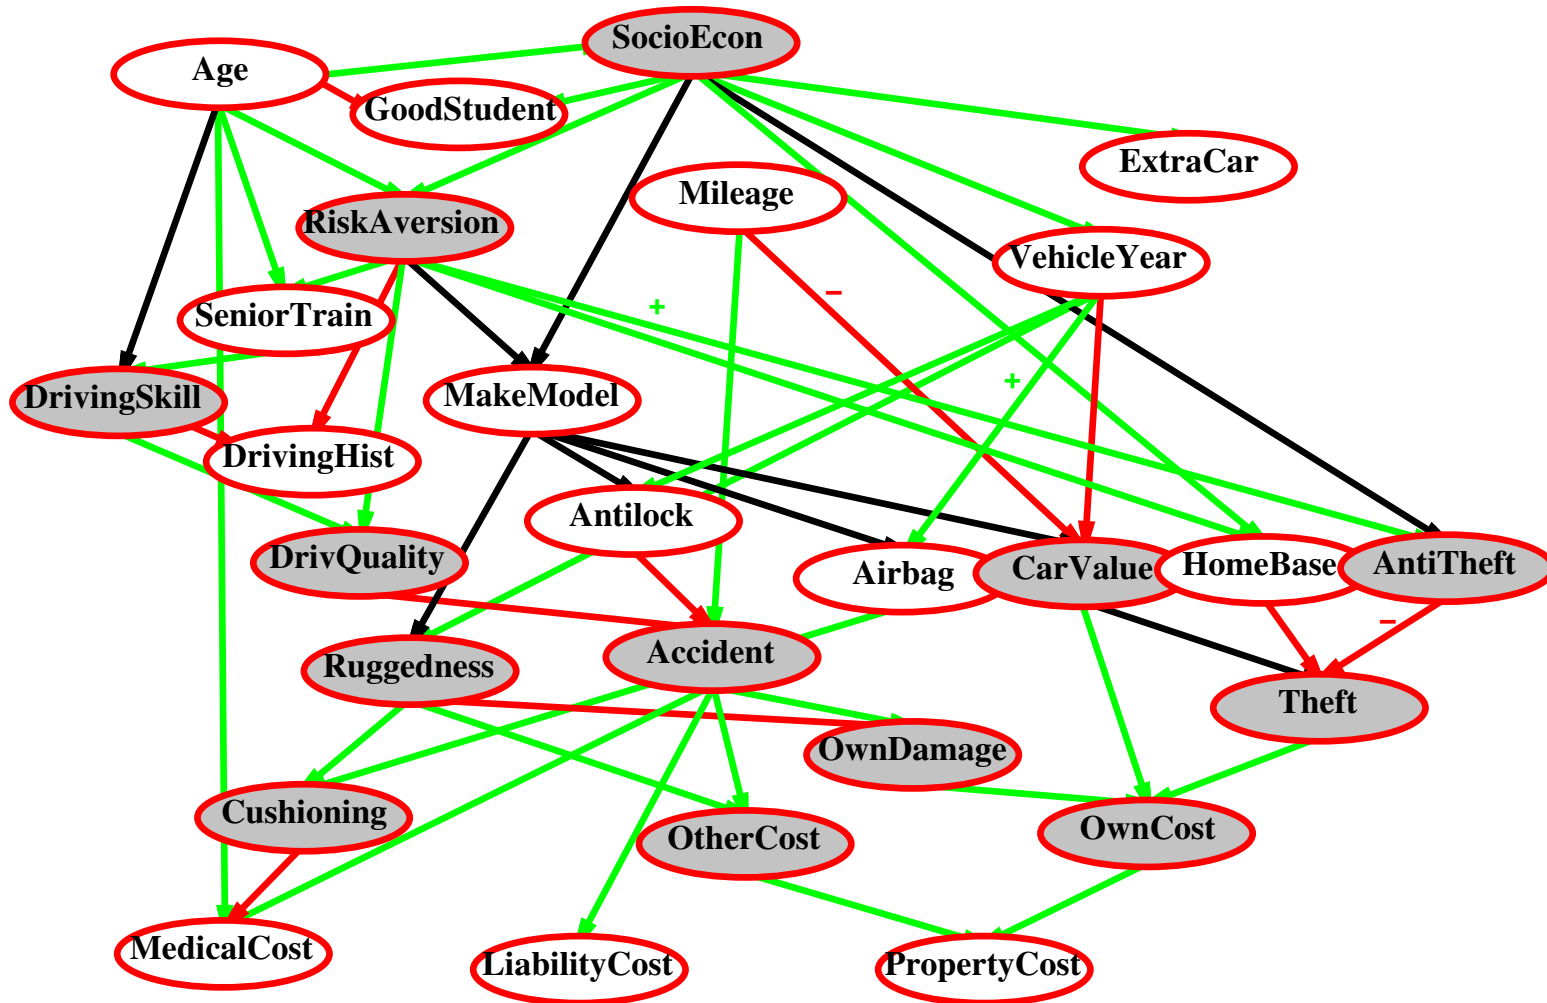 SocioEcon
Age
GoodStudent
ExtraCar
Mileage
RiskAversion
VehicleYear
−
+
SeniorTrain
+
DrivingSkill
MakeModel
DrivingHist
Antilock
DrivQuality
Airbag
CarValue
HomeBase
AntiTheft
−
Accident
Ruggedness
Theft
OwnDamage
Cushioning
OtherCost
OwnCost
MedicalCost
LiabilityCost
PropertyCost